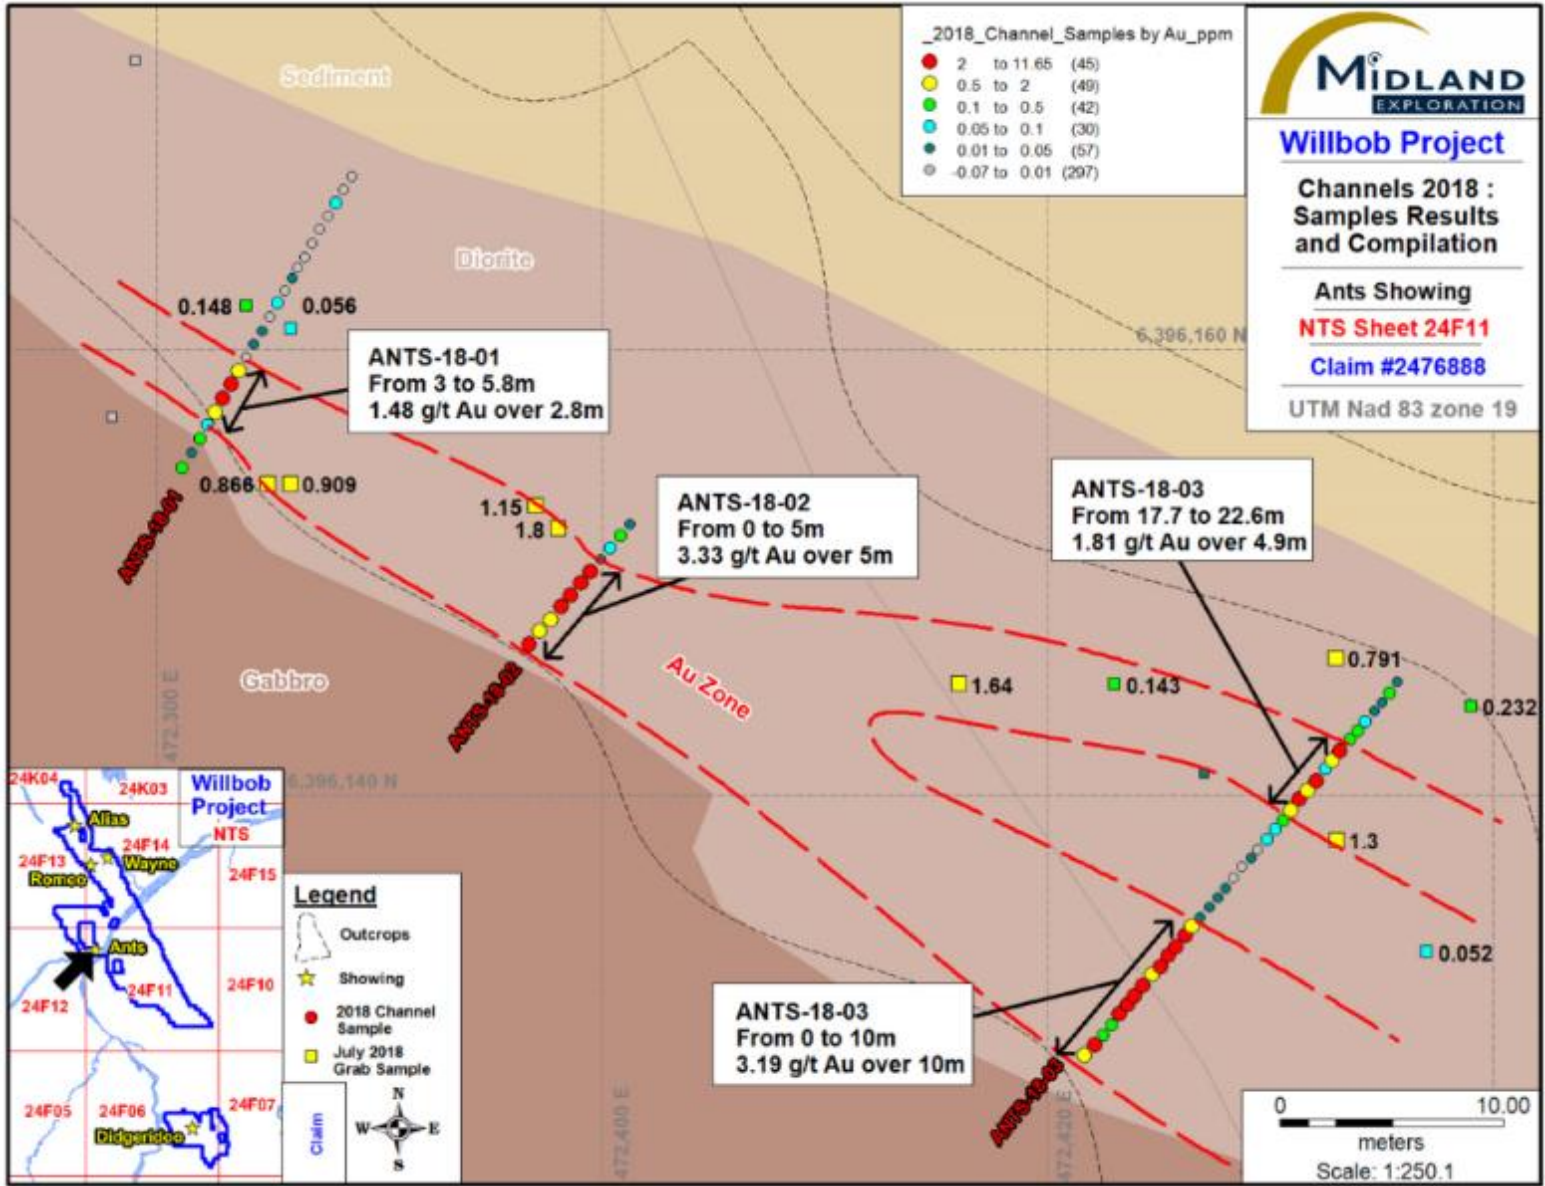 _2018_Channel_Samples by Au_ppm
2 to 11.65 (45)
0.5 to 2 (49)
0.1 to 0.5 (42)
0.05 to 0.1 (30)
0.01 to 0.05 (57)
-0.07 to 0.01 (297)
MIDLAND
EXPLORATION
Willbob Project
Channels 2018 :
Samples Results
and Compilation
Ants Showing
NTS Sheet 24F11
Claim #2476888
UTM Nad 83 zone 19
Sediment
Diorite
Gabbro
Au Zone
6,396,160 N
6,396,140 N
472,300 E
472,400 E
472,420 E
0.148
0.056
ANTS-18-01
From 3 to 5.8m
1.48 g/t Au over 2.8m
0.866
0.909
ANTS-18-01
1.15
1.8
ANTS-18-02
From 0 to 5m
3.33 g/t Au over 5m
ANTS-18-02
ANTS-18-03
From 17.7 to 22.6m
1.81 g/t Au over 4.9m
1.64
0.143
0.791
0.232
1.3
0.052
ANTS-18-03
From 0 to 10m
3.19 g/t Au over 10m
ANTS-18-03
Willbob
Project
NTS
24K04
24K03
Alias
24F14
24F13
Wayne
Romeo
24F15
Ants
24F12
24F11
24F10
24F05
24F06
24F07
Didgeridoo
Legend
Outcrops
Showing
2018 Channel
Sample
July 2018
Grab Sample
Claim
N
W
E
S
0
10.00
meters
Scale: 1:250.1